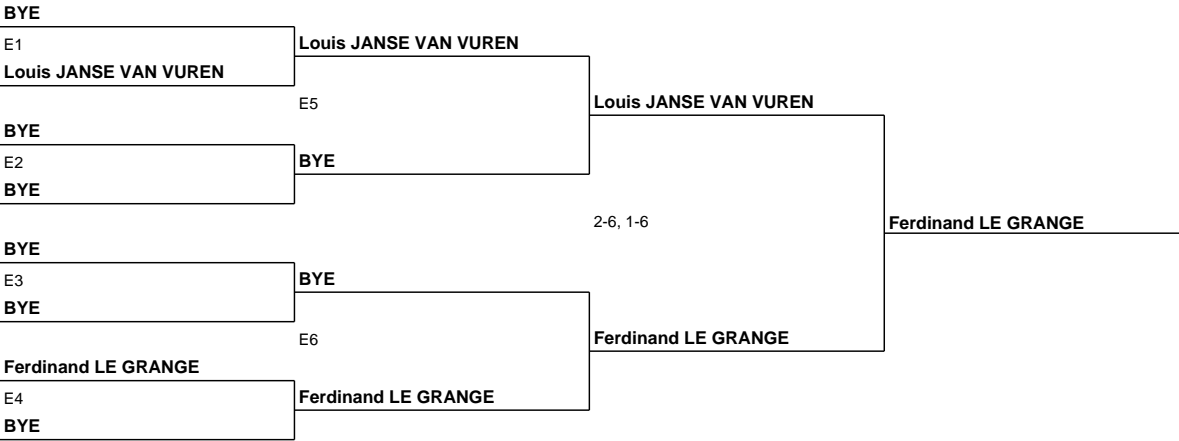 BYE
E1
Louis JANSE VAN VUREN
Louis JANSE VAN VUREN
E5
Louis JANSE VAN VUREN
BYE
E2
BYE
BYE
2-6, 1-6
Ferdinand LE GRANGE
BYE
E3
BYE
BYE
E6
Ferdinand LE GRANGE
Ferdinand LE GRANGE
E4
Ferdinand LE GRANGE
BYE